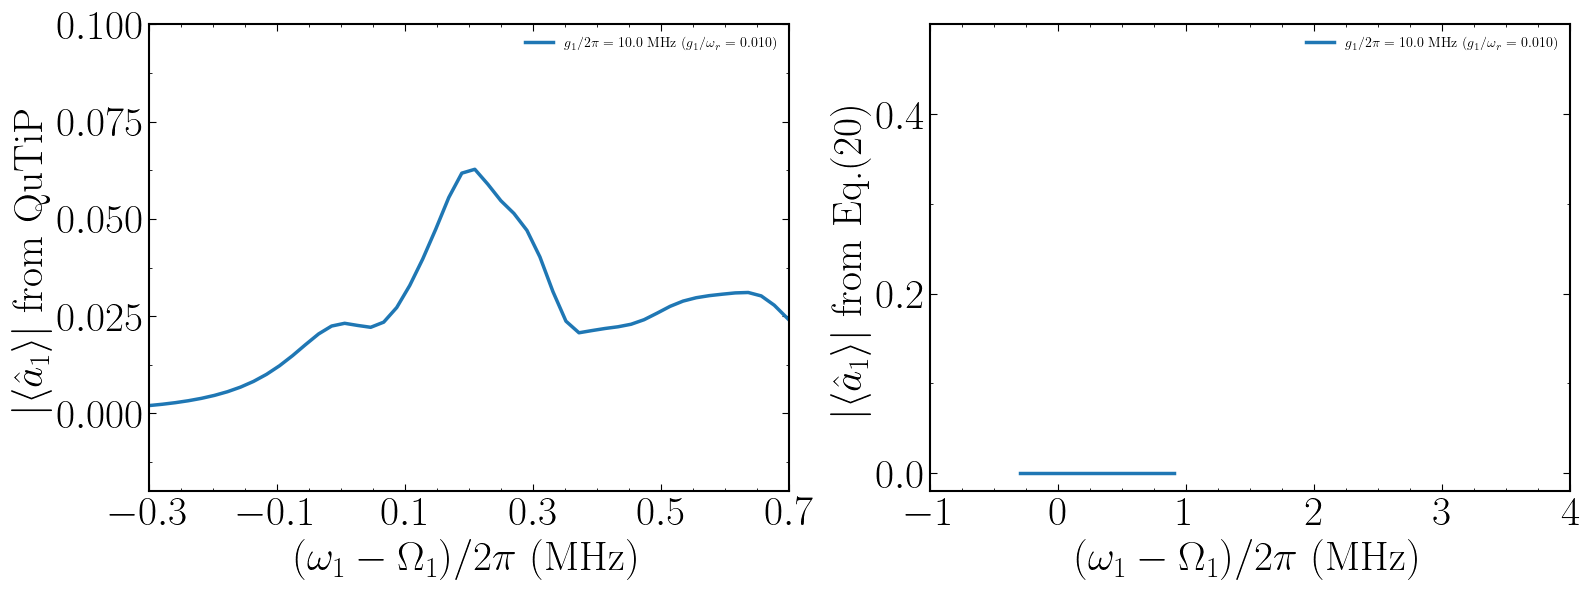 0.100
0.075
0.050
0.025
0.000
|⟨â₁⟩| from QuTiP
g₁/2π = 10.0 MHz (g₁/ωᵣ = 0.010)
−0.3 −0.1 0.1 0.3 0.5 0.7
(ω₁ − Ω₁)/2π (MHz)
0.4
0.2
0.0
|⟨â₁⟩| from Eq.(20)
g₁/2π = 10.0 MHz (g₁/ωᵣ = 0.010)
−1 0 1 2 3 4
(ω₁ − Ω₁)/2π (MHz)